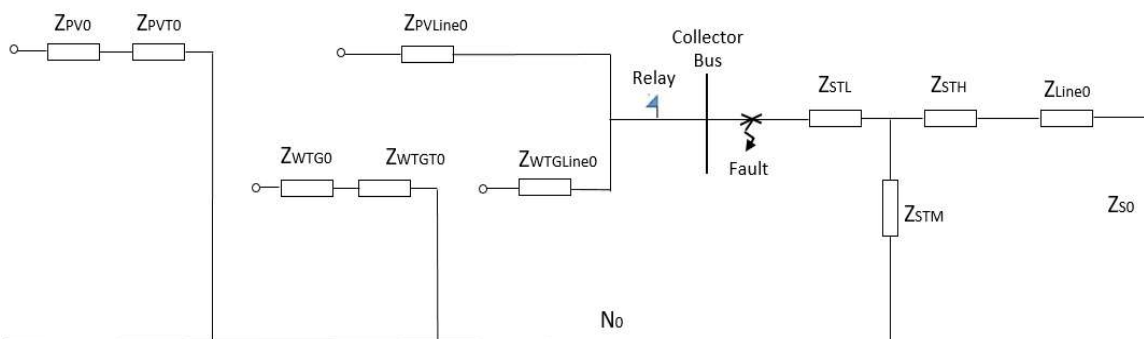 ZPV0 ZPVT0
ZPVLine0
Collector
Bus
Relay
ZSTL
ZSTH
ZLine0
ZWTG0
ZWTGT0
ZWTGLine0
Fault
ZSTM
ZS0
N0